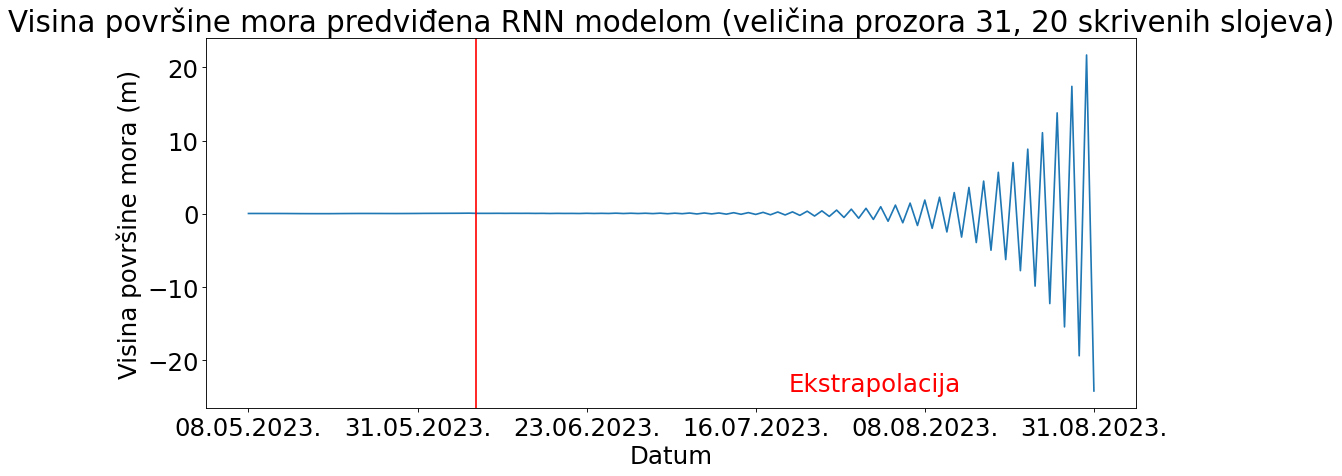 Visina površine mora predviđena RNN modelom (veličina prozora 31, 20 skrivenih slojeva)
Visina površine mora (m)
20
10
0
−10
−20
Ekstrapolacija
08.05.2023. 31.05.2023. 23.06.2023. 16.07.2023. 08.08.2023. 31.08.2023.
Datum